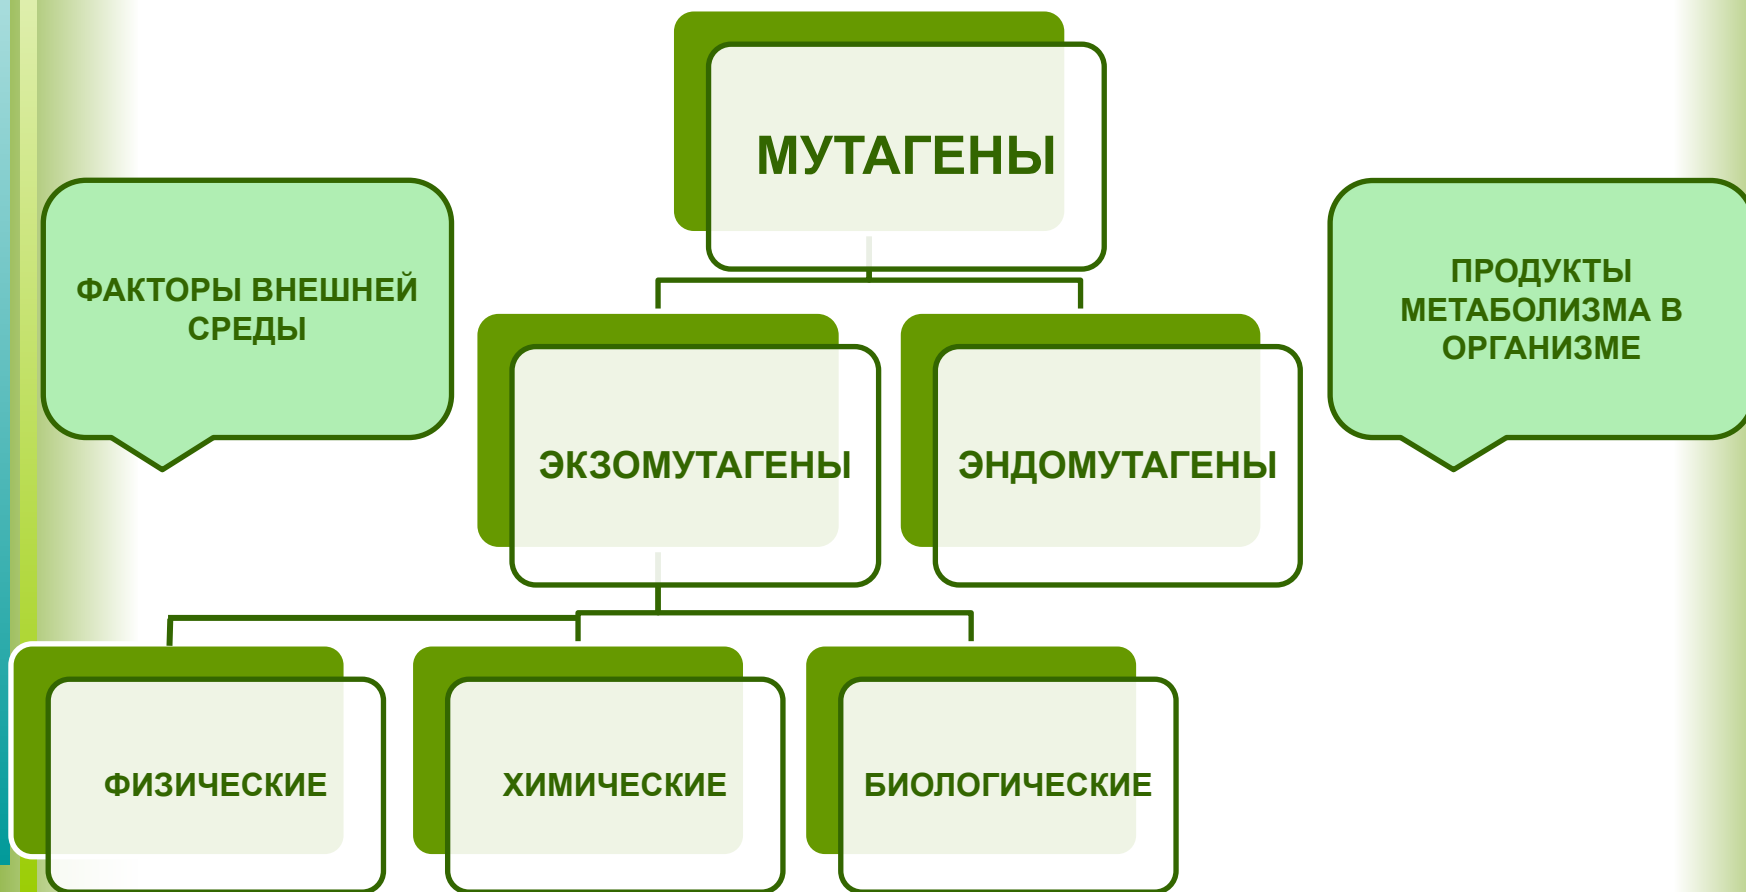 МУТАГЕНЫ
ФАКТОРЫ ВНЕШНЕЙ
СРЕДЫ
ПРОДУКТЫ
МЕТАБОЛИЗМА В
ОРГАНИЗМЕ
ЭКЗОМУТАГЕНЫ
ЭНДОМУТАГЕНЫ
ФИЗИЧЕСКИЕ
ХИМИЧЕСКИЕ
БИОЛОГИЧЕСКИЕ